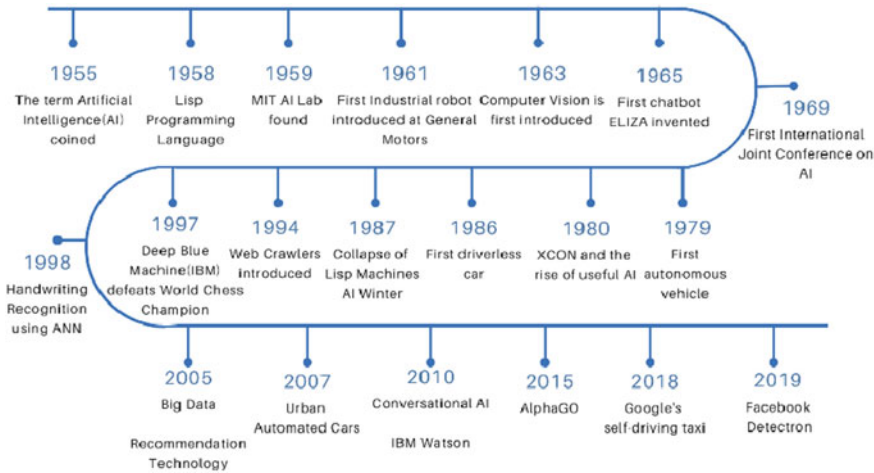 1955
The term Artificial
Intelligence(AI)
coined
1958
Lisp
Programming
Language
1959
MIT AI Lab
found
1961
First Industrial robot
introduced at General
Motors
1963
Computer Vision is
first introduced
1965
First chatbot
ELIZA invented
1969
First International
Joint Conference on
AI
1979
First
autonomous
vehicle
1980
XCON and the
rise of useful AI
1986
First driverless
car
1987
Collapse of
Lisp Machines
AI Winter
1994
Web Crawlers
introduced
1997
Deep Blue
Machine(IBM)
defeats World Chess
Champion
1998
Handwriting
Recognition
using ANN
2005
Big Data
Recommendation
Technology
2007
Urban
Automated Cars
2010
Conversational AI
IBM Watson
2015
AlphaGO
2018
Google's
self-driving taxi
2019
Facebook
Detectron